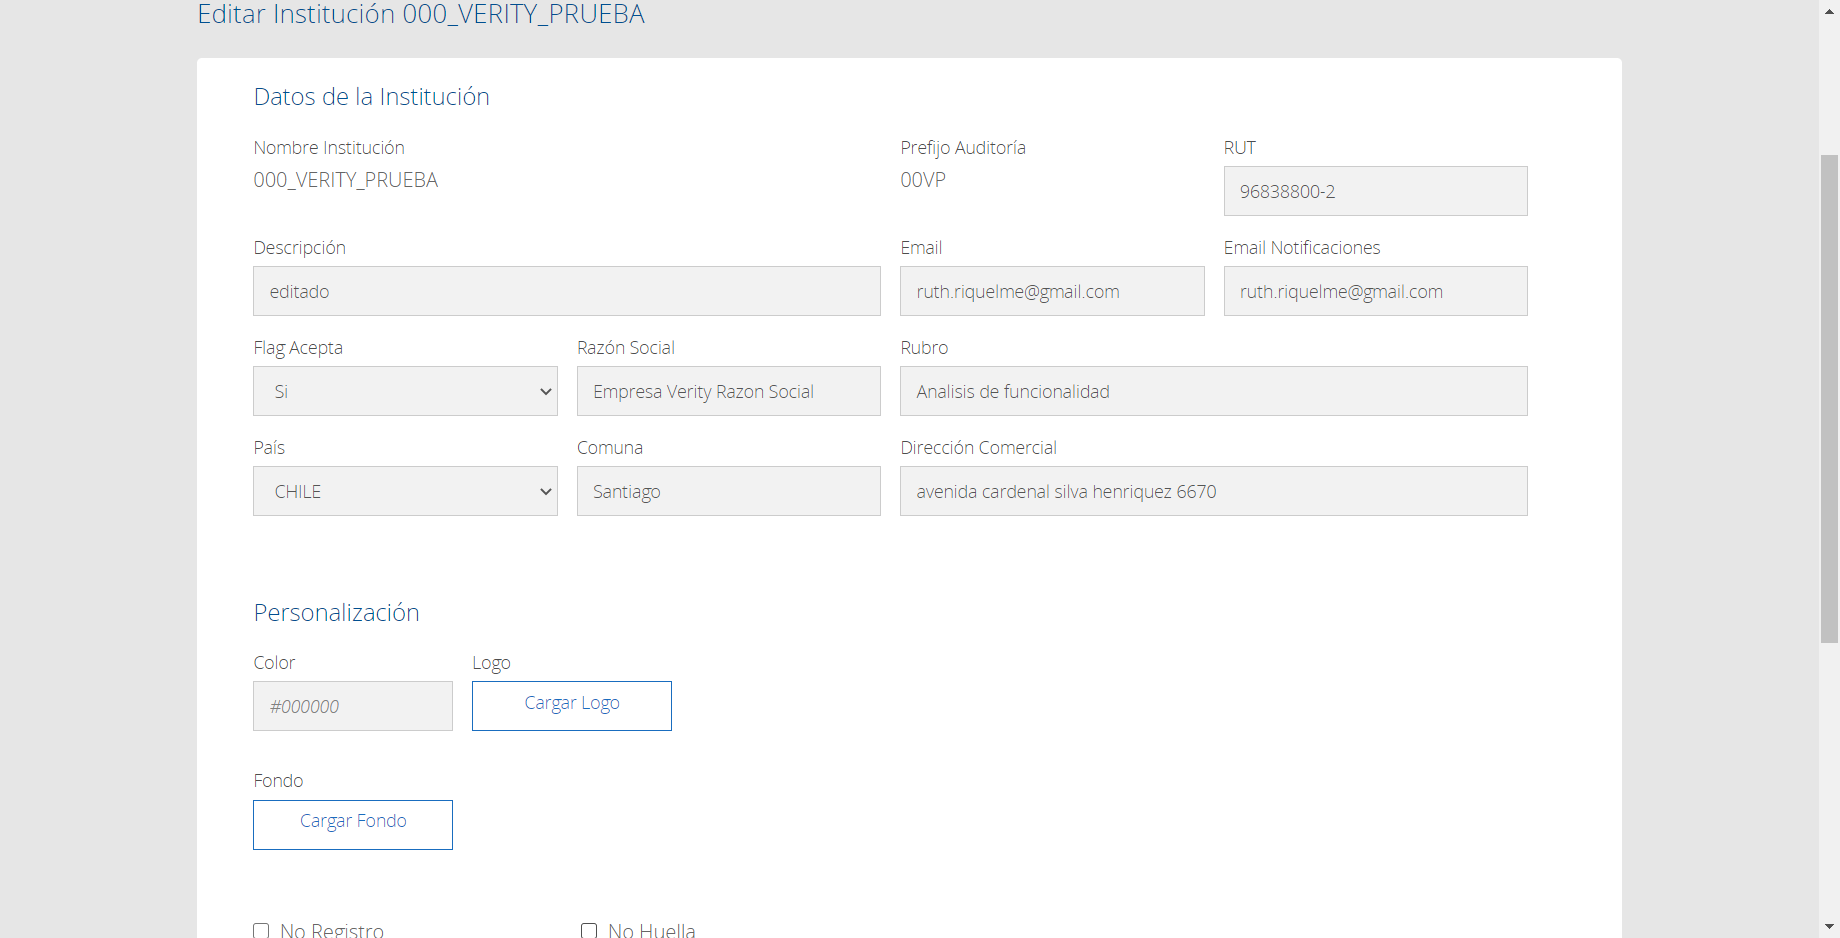 Editar Institución 000_VERITY_PRUEBA
Datos de la Institución
Nombre Institución
000_VERITY_PRUEBA
Prefijo Auditoría
00VP
RUT
96838800-2
Descripción
editado
Email
ruth.riquelme@gmail.com
Email Notificaciones
ruth.riquelme@gmail.com
Flag Acepta
Si
Razón Social
Empresa Verity Razon Social
Rubro
Analisis de funcionalidad
País
CHILE
Comuna
Santiago
Dirección Comercial
avenida cardenal silva henriquez 6670
Personalización
Color
#000000
Logo
Cargar Logo
Fondo
Cargar Fondo
No Registro
No Huella